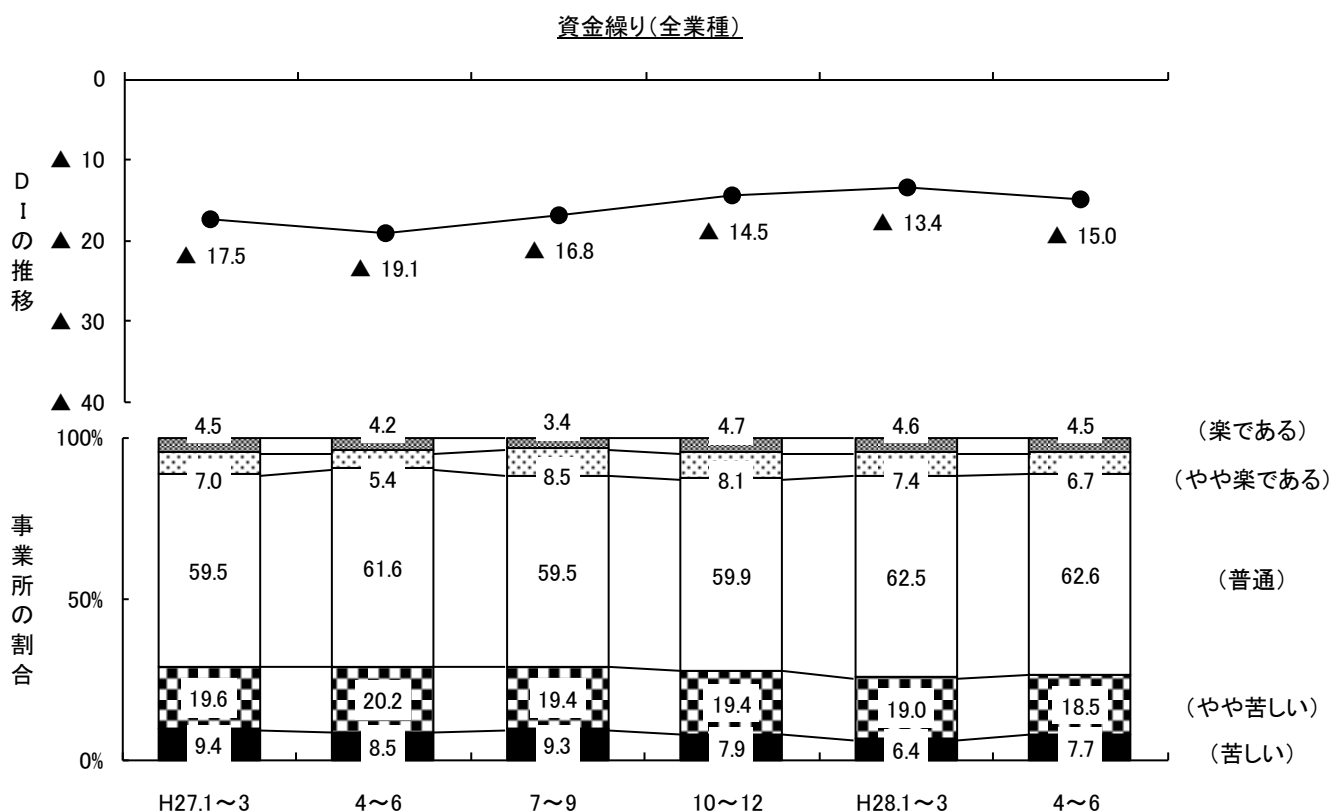 資金繰り(全業種)
0
▲ 10
▲ 20
▲ 30
▲ 40
DIの推移
▲ 17.5
▲ 19.1
▲ 16.8
▲ 14.5
▲ 13.4
▲ 15.0
4.5 4.2 3.4 4.7 4.6 4.5 (楽である)
100%
7.0 5.4 8.5 8.1 7.4 6.7 (やや楽である)
事業所の割合
59.5 61.6 59.5 59.9 62.5 62.6 (普通)
50%
19.6 20.2 19.4 19.4 19.0 18.5 (やや苦しい)
9.4 8.5 9.3 7.9 6.4 7.7 (苦しい)
0%
H27.1~3 4~6 7~9 10~12 H28.1~3 4~6